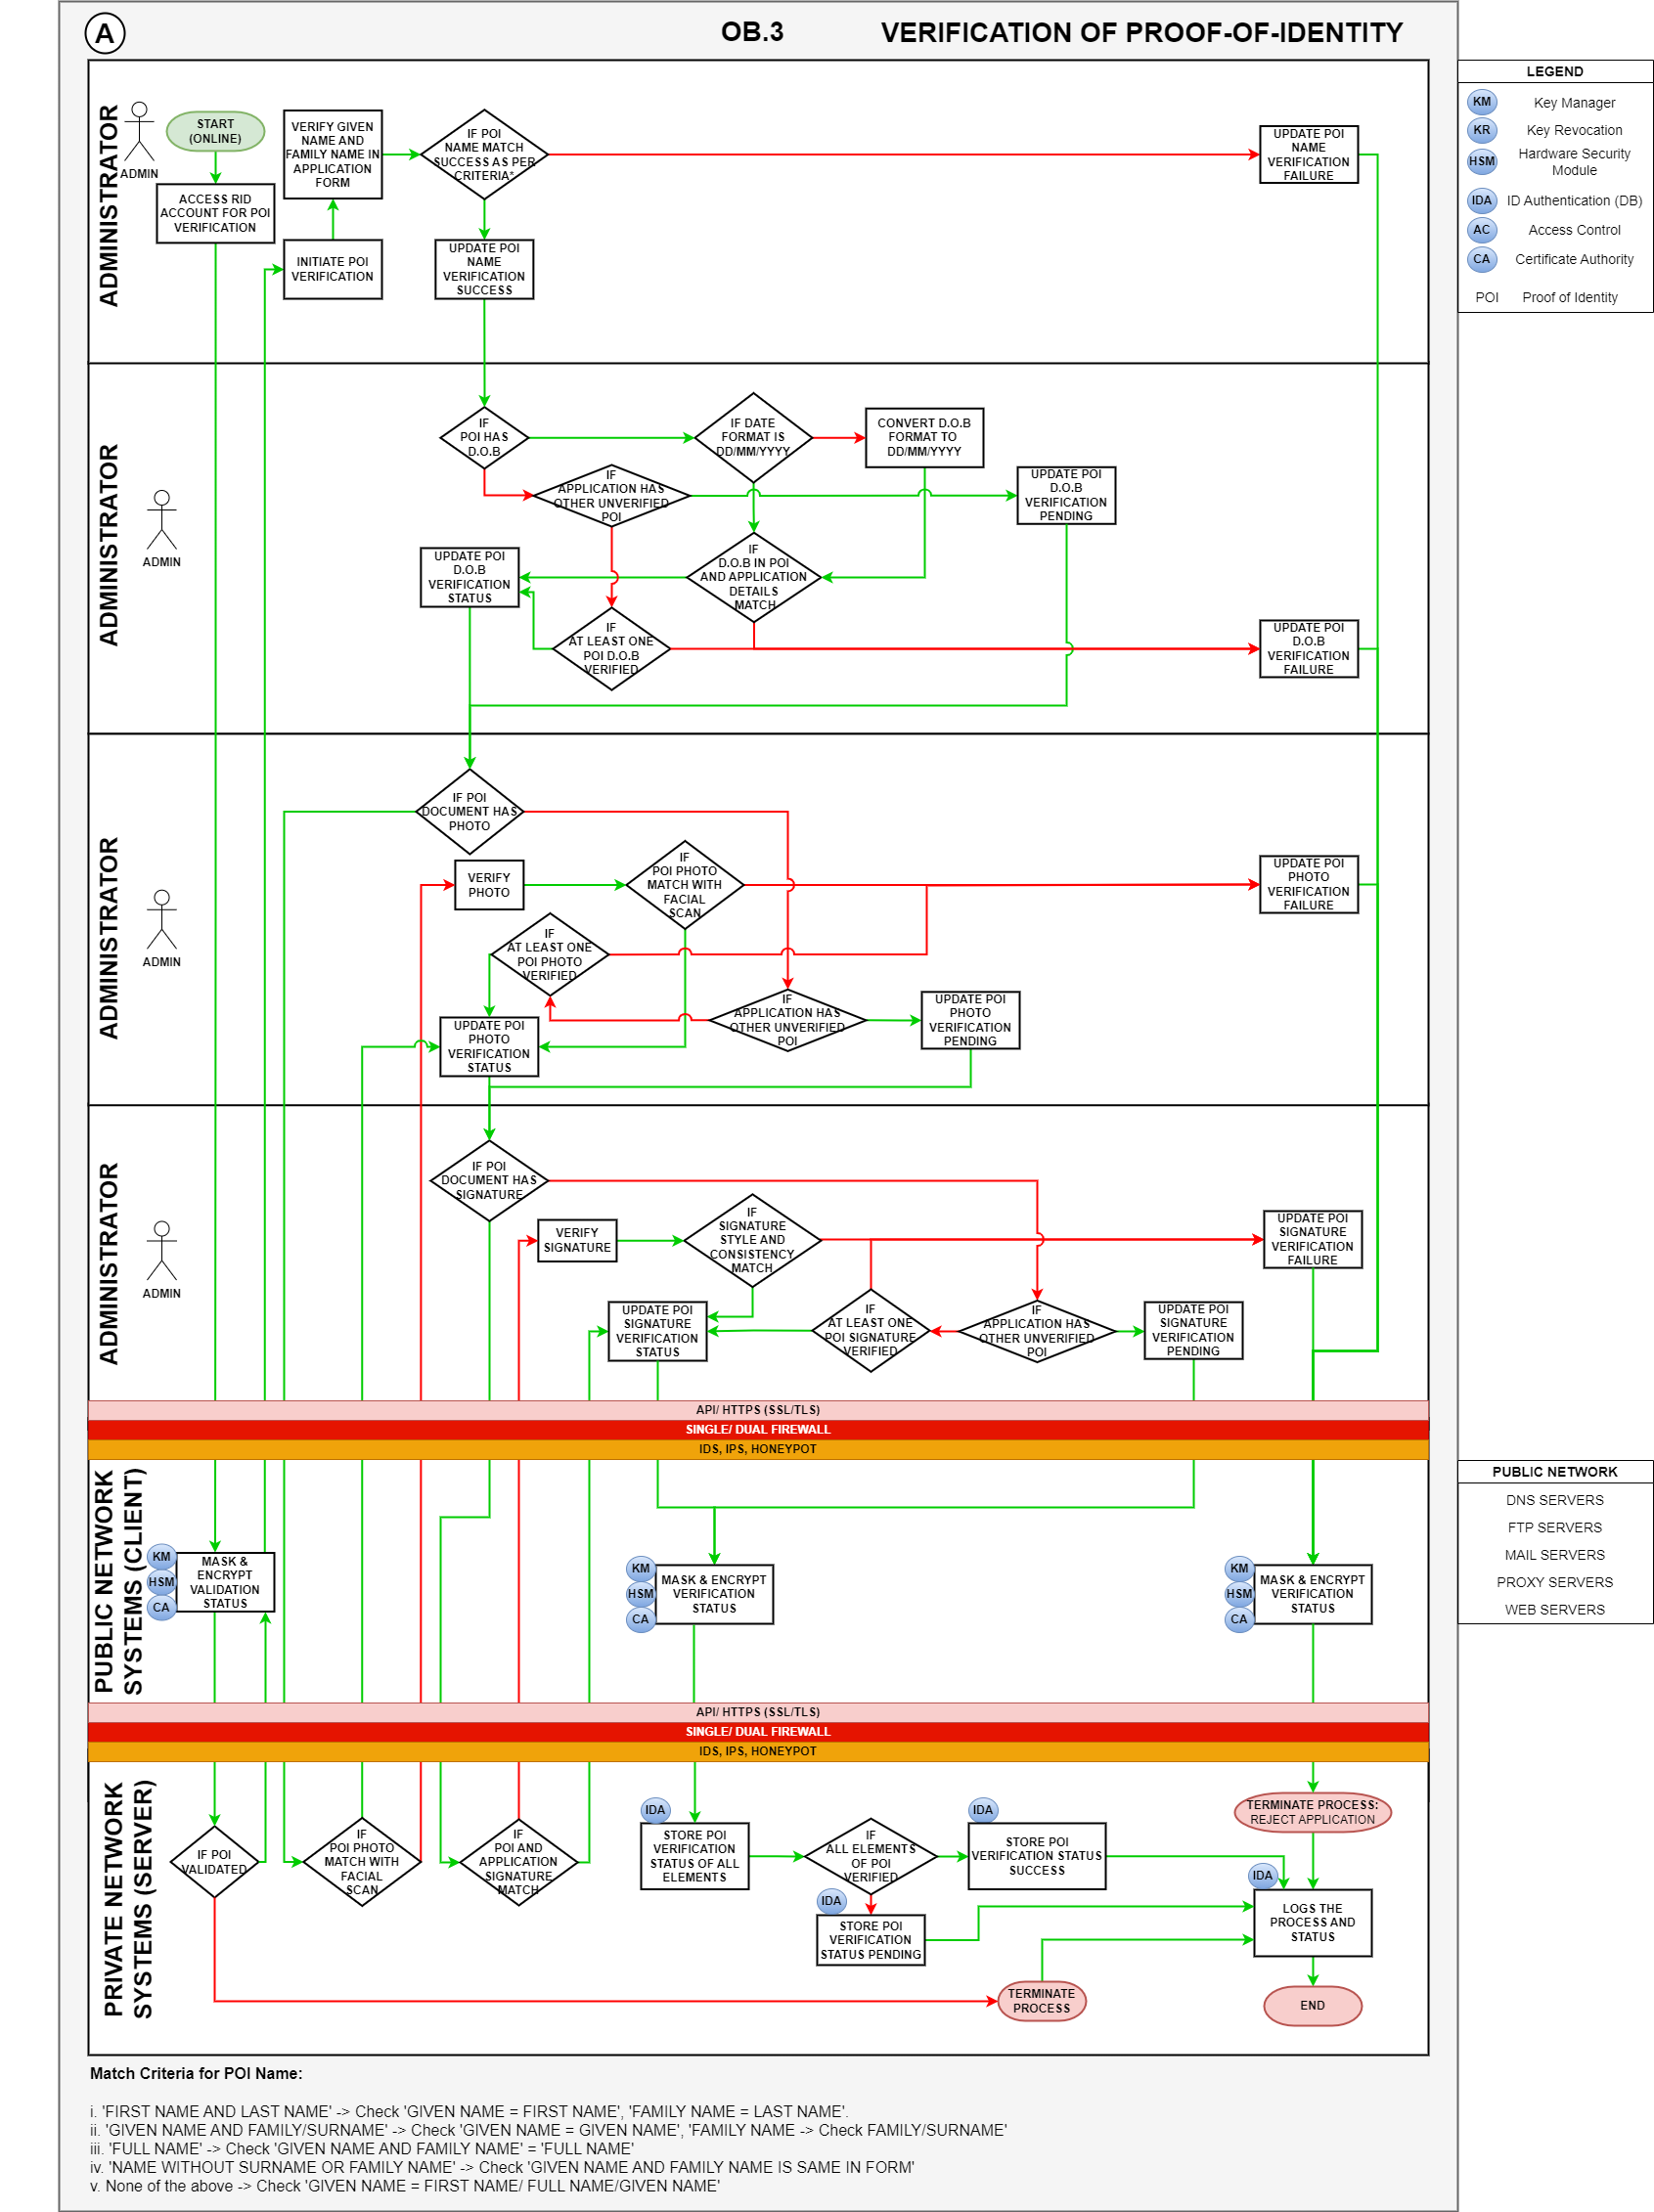 A
OB.3
VERIFICATION OF PROOF-OF-IDENTITY
LEGEND
KM
Key Manager
KR
Key Revocation
HSM
Hardware Security
Module
IDA
ID Authentication (DB)
AC
Access Control
CA
Certificate Authority
POI
Proof of Identity
ADMINISTRATOR
ADMIN
START
(ONLINE)
ACCESS RID
ACCOUNT FOR POI
VERIFICATION
VERIFY GIVEN
NAME AND
FAMILY NAME IN
APPLICATION
FORM
INITIATE POI
VERIFICATION
IF POI
NAME MATCH
SUCCESS AS PER
CRITERIA*
UPDATE POI
NAME
VERIFICATION
SUCCESS
UPDATE POI
NAME
VERIFICATION
FAILURE
ADMINISTRATOR
ADMIN
IF
POI HAS
D.O.B
IF DATE
FORMAT IS
DD/MM/YYYY
CONVERT D.O.B
FORMAT TO
DD/MM/YYYY
IF
APPLICATION HAS
OTHER UNVERIFIED
POI
UPDATE POI
D.O.B
VERIFICATION
PENDING
UPDATE POI
D.O.B
VERIFICATION
STATUS
IF
D.O.B IN POI
AND APPLICATION
DETAILS
MATCH
IF
AT LEAST ONE
POI D.O.B
VERIFIED
UPDATE POI
D.O.B
VERIFICATION
FAILURE
ADMINISTRATOR
ADMIN
IF POI
DOCUMENT HAS
PHOTO
VERIFY
PHOTO
IF
POI PHOTO
MATCH WITH
FACIAL
SCAN
UPDATE POI
PHOTO
VERIFICATION
FAILURE
IF
AT LEAST ONE
POI PHOTO
VERIFIED
UPDATE POI
PHOTO
VERIFICATION
STATUS
IF
APPLICATION HAS
OTHER UNVERIFIED
POI
UPDATE POI
PHOTO
VERIFICATION
PENDING
ADMINISTRATOR
ADMIN
IF POI
DOCUMENT HAS
SIGNATURE
VERIFY
SIGNATURE
IF
SIGNATURE
STYLE AND
CONSISTENCY
MATCH
UPDATE POI
SIGNATURE
VERIFICATION
FAILURE
UPDATE POI
SIGNATURE
VERIFICATION
STATUS
IF
AT LEAST ONE
POI SIGNATURE
VERIFIED
IF
APPLICATION HAS
OTHER UNVERIFIED
POI
UPDATE POI
SIGNATURE
VERIFICATION
PENDING
API/ HTTPS (SSL/TLS)
SINGLE/ DUAL FIREWALL
IDS, IPS, HONEYPOT
PUBLIC NETWORK
SYSTEMS (CLIENT)
KM
HSM
CA
MASK &
ENCRYPT
VALIDATION
STATUS
KM
HSM
CA
MASK & ENCRYPT
VERIFICATION
STATUS
KM
HSM
CA
MASK & ENCRYPT
VERIFICATION
STATUS
PUBLIC NETWORK
DNS SERVERS
FTP SERVERS
MAIL SERVERS
PROXY SERVERS
WEB SERVERS
API/ HTTPS (SSL/TLS)
SINGLE/ DUAL FIREWALL
IDS, IPS, HONEYPOT
PRIVATE NETWORK
SYSTEMS (SERVER)
IF POI
VALIDATED
IF
POI PHOTO
MATCH WITH
FACIAL
SCAN
IF
POI AND
APPLICATION
SIGNATURE
MATCH
IDA
STORE POI
VERIFICATION
STATUS OF ALL
ELEMENTS
IF
ALL ELEMENTS
OF POI
VERIFIED
IDA
STORE POI
VERIFICATION STATUS
SUCCESS
IDA
STORE POI
VERIFICATION
STATUS PENDING
TERMINATE PROCESS:
REJECT APPLICATION
IDA
LOGS THE
PROCESS AND
STATUS
TERMINATE
PROCESS
END
Match Criteria for POI Name:
i. 'FIRST NAME AND LAST NAME' -> Check 'GIVEN NAME = FIRST NAME', 'FAMILY NAME = LAST NAME'.
ii. 'GIVEN NAME AND FAMILY/SURNAME' -> Check 'GIVEN NAME = GIVEN NAME', 'FAMILY NAME -> Check FAMILY/SURNAME'
iii. 'FULL NAME' -> Check 'GIVEN NAME AND FAMILY NAME' = 'FULL NAME'
iv. 'NAME WITHOUT SURNAME OR FAMILY NAME' -> Check 'GIVEN NAME AND FAMILY NAME IS SAME IN FORM'
v. None of the above -> Check 'GIVEN NAME = FIRST NAME/ FULL NAME/GIVEN NAME'